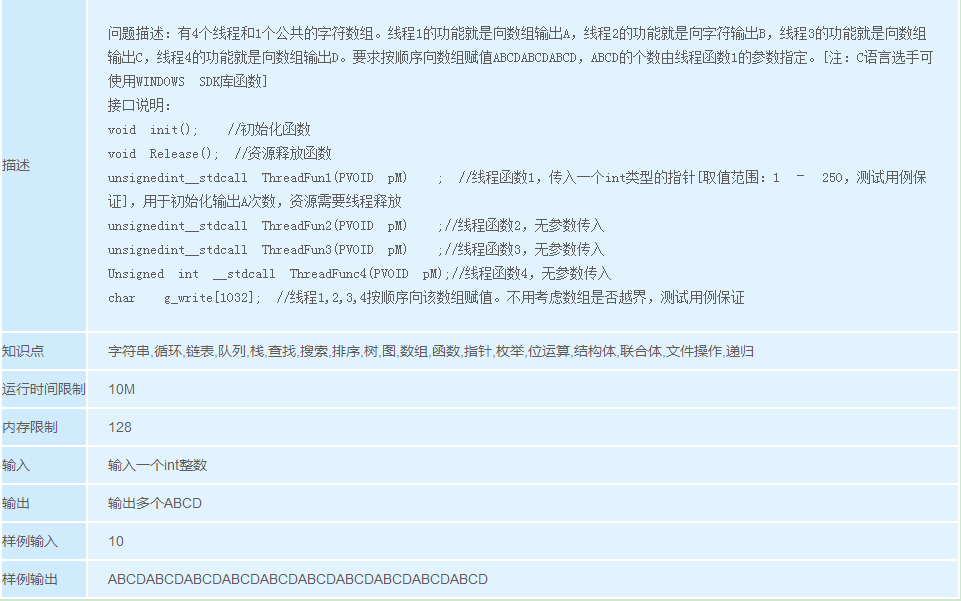 描述
问题描述：有4个线程和1个公共的字符数组。线程1的功能就是向数组输出A，线程2的功能就是向字符输出B，线程3的功能就是向数组
输出C，线程4的功能就是向数组输出D。要求按顺序向数组赋值ABCDABCDABCD，ABCD的个数由线程函数1的参数指定。[注：C语言选手可
使用WINDOWS SDK库函数]
接口说明：
void init(); //初始化函数
void Release(); //资源释放函数
unsignedint__stdcall ThreadFun1(PVOID pM) ; //线程函数1，传入一个int类型的指针[取值范围：1 – 250，测试用例保
证]，用于初始化输出A次数，资源需要线程释放
unsignedint__stdcall ThreadFun2(PVOID pM) ;//线程函数2，无参数传入
unsignedint__stdcall ThreadFun3(PVOID pM) ;//线程函数3，无参数传入
Unsigned int __stdcall ThreadFunc4(PVOID pM);//线程函数4，无参数传入
char g_write[1032]; //线程1,2,3,4按顺序向该数组赋值。不用考虑数组是否越界，测试用例保证
知识点 字符串,循环,链表,队列,栈,查找,搜索,排序,树,图,数组,函数,指针,枚举,位运算,结构体,联合体,文件操作,递归
运行时间限制 10M
内存限制 128
输入 输入一个int整数
输出 输出多个ABCD
样例输入 10
样例输出 ABCDABCDABCDABCDABCDABCDABCDABCDABCDABCD